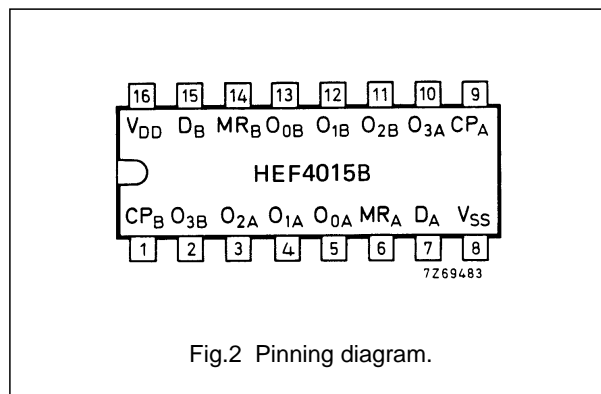 16 15 14 13 12 11 10 9
VDD DB MRB O0B O1B O2B O3A CPA
HEF4015B
CPB O3B O2A O1A O0A MRA DA VSS
1 2 3 4 5 6 7 8
7Z69483
Fig.2 Pinning diagram.